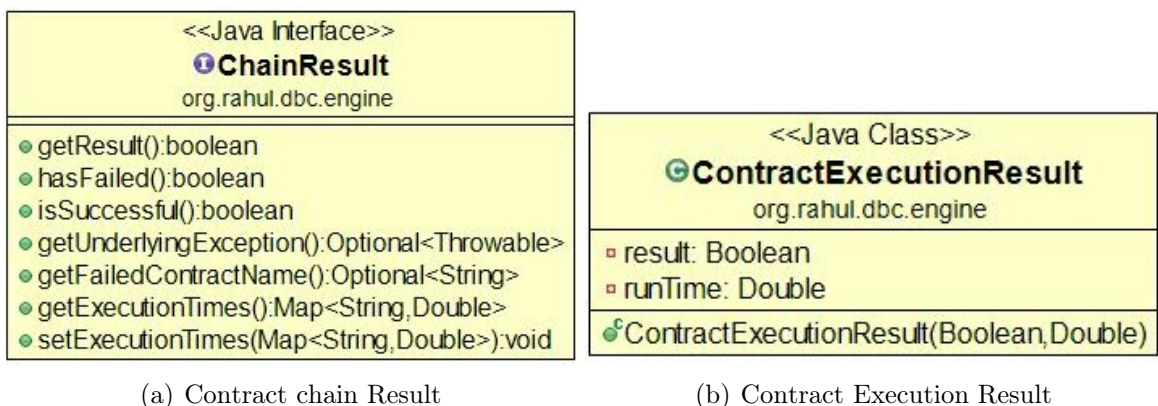 <<Java Interface>>
ChainResult
org.rahul.dbc.engine
getResult():boolean
hasFailed():boolean
isSuccessful():boolean
getUnderlyingException():Optional<Throwable>
getFailedContractName():Optional<String>
getExecutionTimes():Map<String,Double>
setExecutionTimes(Map<String,Double>):void
(a) Contract chain Result
<<Java Class>>
ContractExecutionResult
org.rahul.dbc.engine
result: Boolean
runTime: Double
ContractExecutionResult(Boolean,Double)
(b) Contract Execution Result